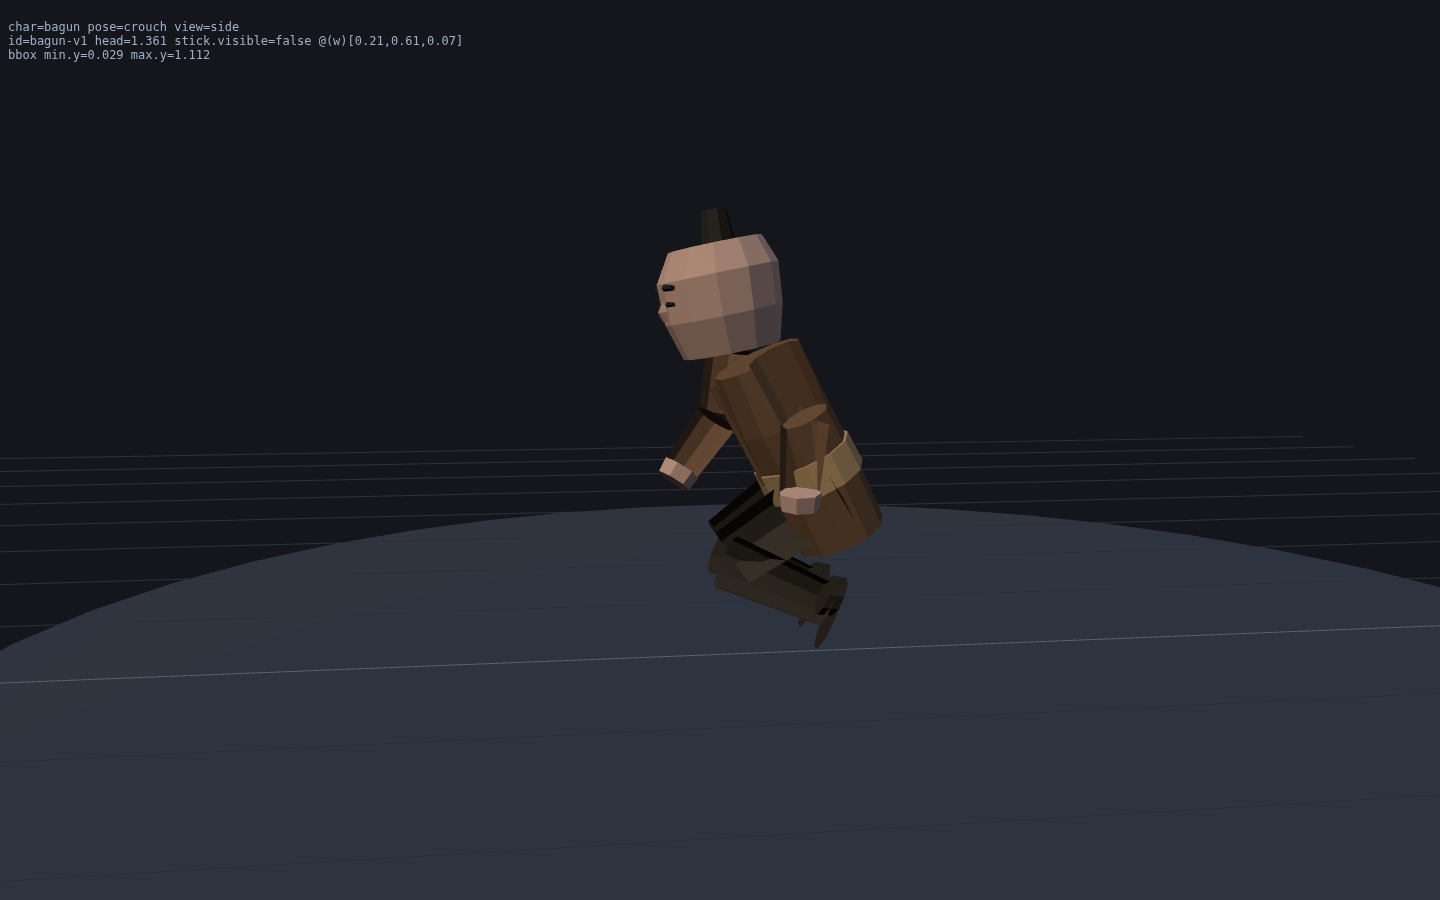 char=bagun pose=crouch view=side
id=bagun-v1 head=1.361 stick.visible=false @(w)[0.21,0.61,0.07]
bbox min.y=0.029 max.y=1.112